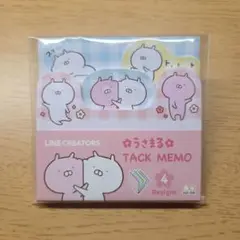 LINE CREATORS
✿うさまる✿
TACK MEMO
4
Designs